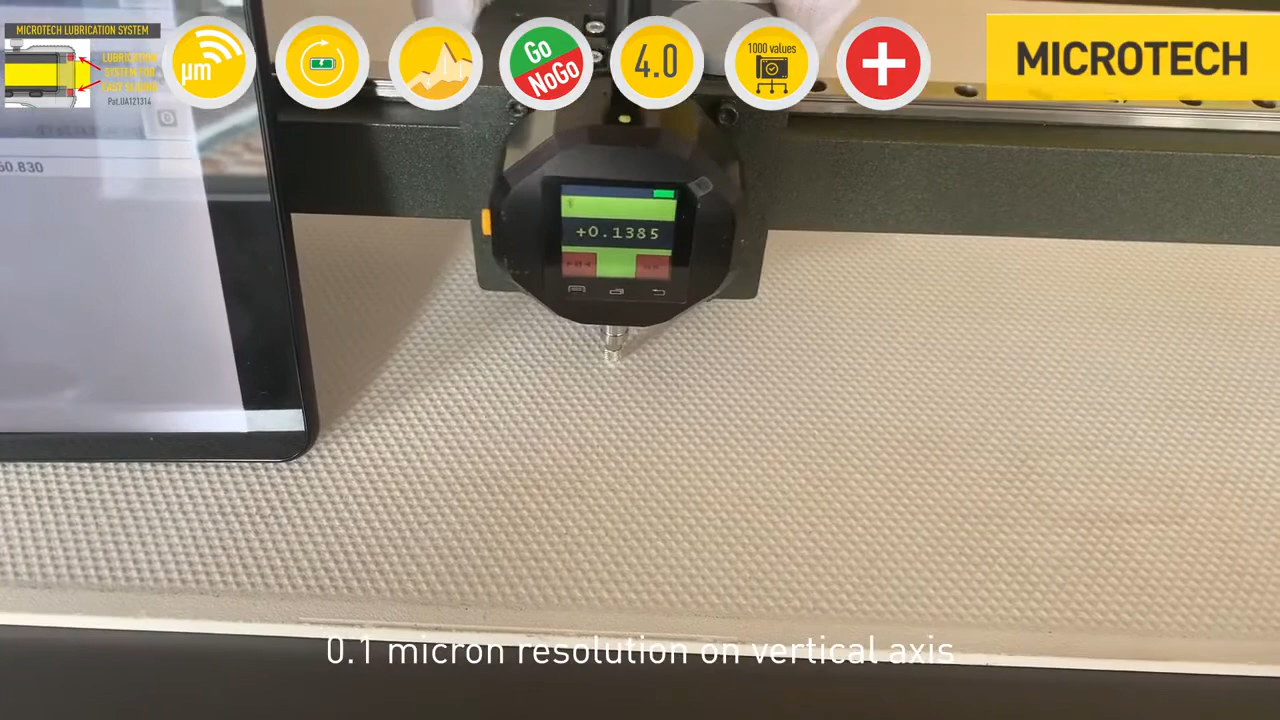 MICROTECH LUBRICATION SYSTEM
LUBRICATION
SYSTEM FOR
EASY SLIDING
Pat.UA121314
µm
Go
NoGo
4.0
1000 values
MICROTECH
60.830
+0.1385
0.1 micron resolution on vertical axis